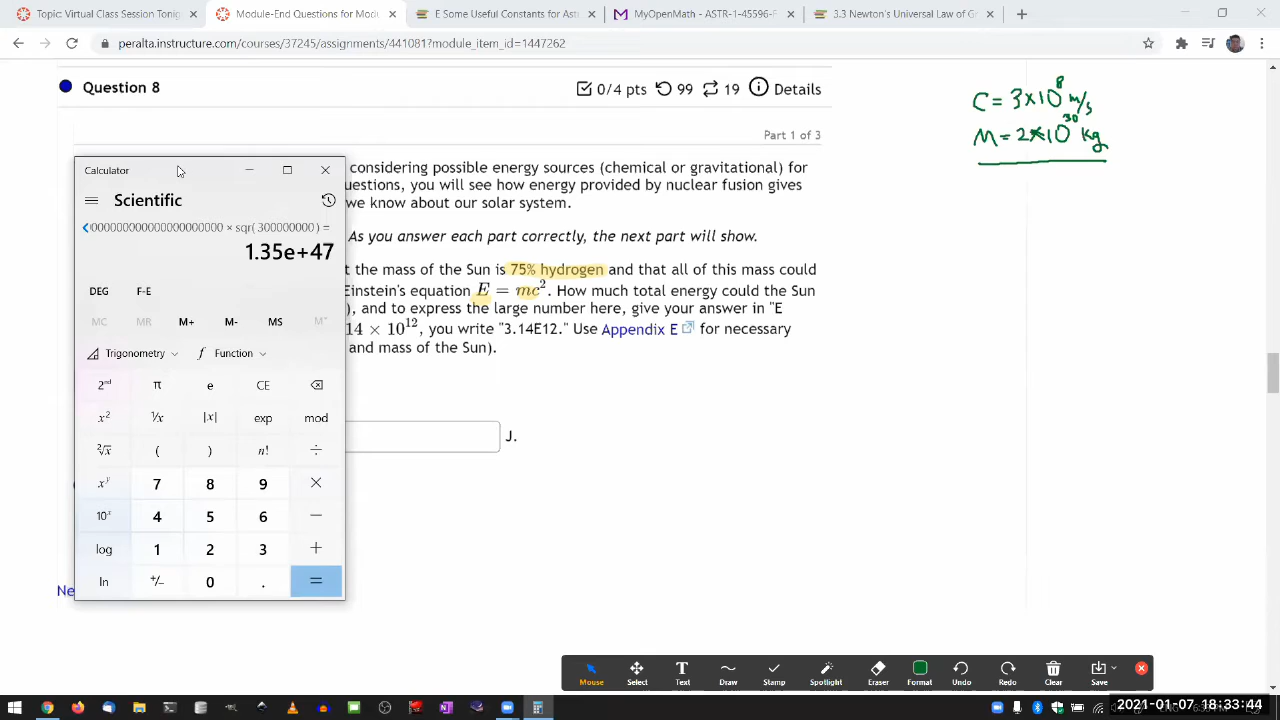 Topic: Virtual Class Session Tonig
Module-End Questions for Modu
E Some Useful Constants for Ast
MyOpenMath - AST1-45596-F
3.3 Newton's Universal Law of Gr
peralta.instructure.com/courses/37245/assignments/441081?module_item_id=1447262
Question 8
0/4 pts 99 19 Details
Part 1 of 3
considering possible energy sources (chemical or gravitational) for
uestions, you will see how energy provided by nuclear fusion gives
we know about our solar system.
As you answer each part correctly, the next part will show.
t the mass of the Sun is 75% hydrogen and that all of this mass could
Einstein's equation E = mc². How much total energy could the Sun
), and to express the large number here, give your answer in "E
14 × 10¹², you write "3.14E12." Use Appendix E for necessary
and mass of the Sun).
J.
Ne
C = 3×10⁸ m/s
M = 2×10³⁰ kg
Calculator
Scientific
000000000000000000000000 × sqr( 300000000 ) =
1.35e+47
DEG F-E
MC MR M+ M- MS M˅
Trigonometry Function
2ⁿᵈ π e CE
x² ¹/x |x| exp mod
²√x ( ) n! ÷
xʸ 7 8 9 ×
10ˣ 4 5 6 −
log 1 2 3 +
ln +/− 0 . =
Mouse Select Text Draw Stamp Spotlight Eraser Format Undo Redo Clear Save
2021-01-07 18:33:44